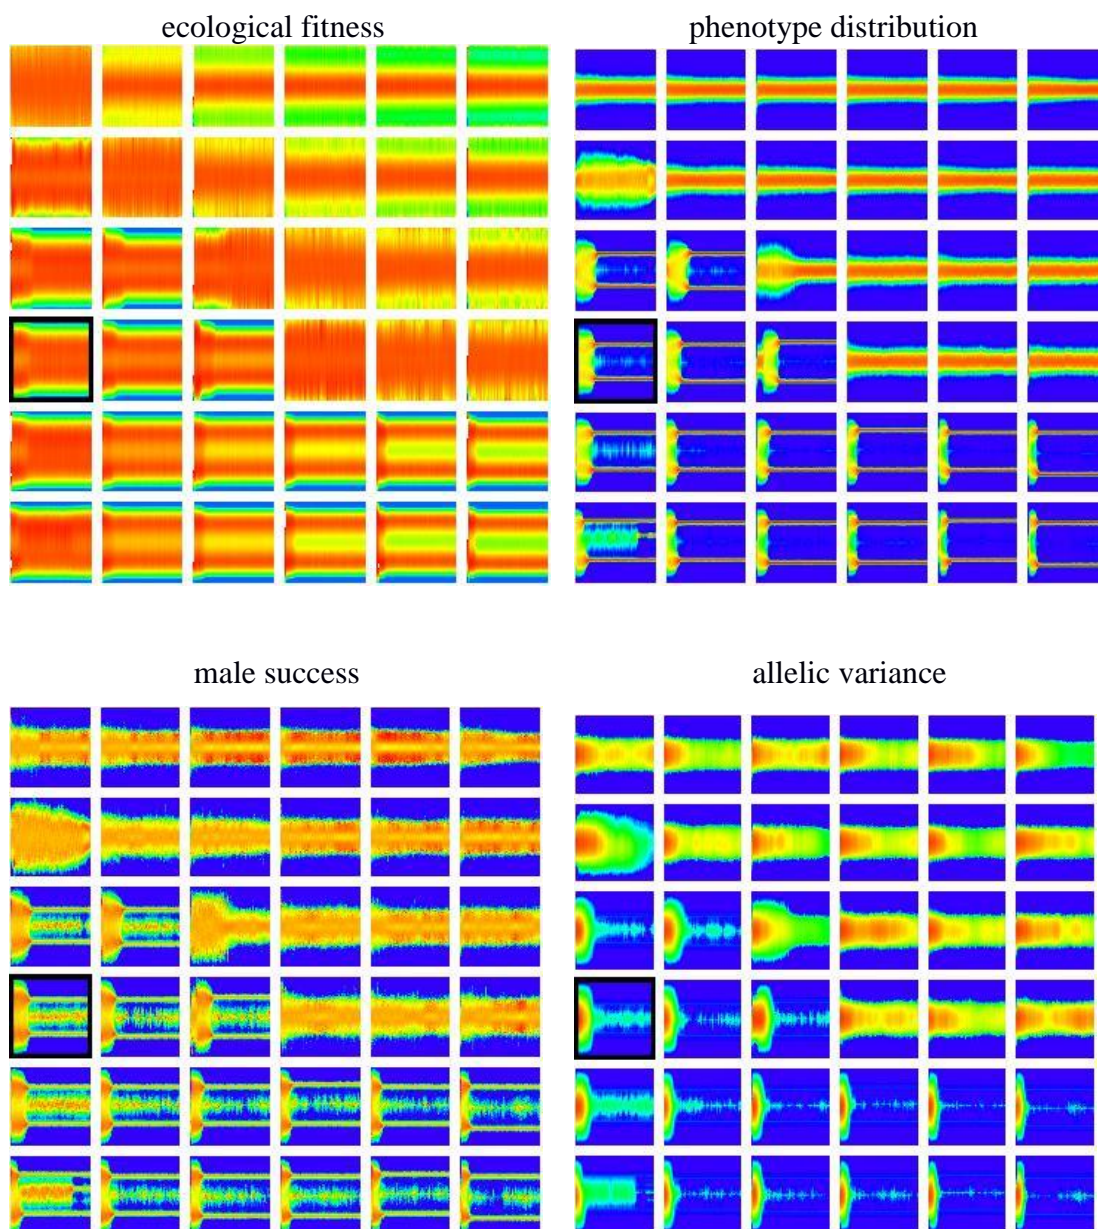 ecological fitness
phenotype distribution
male success
allelic variance